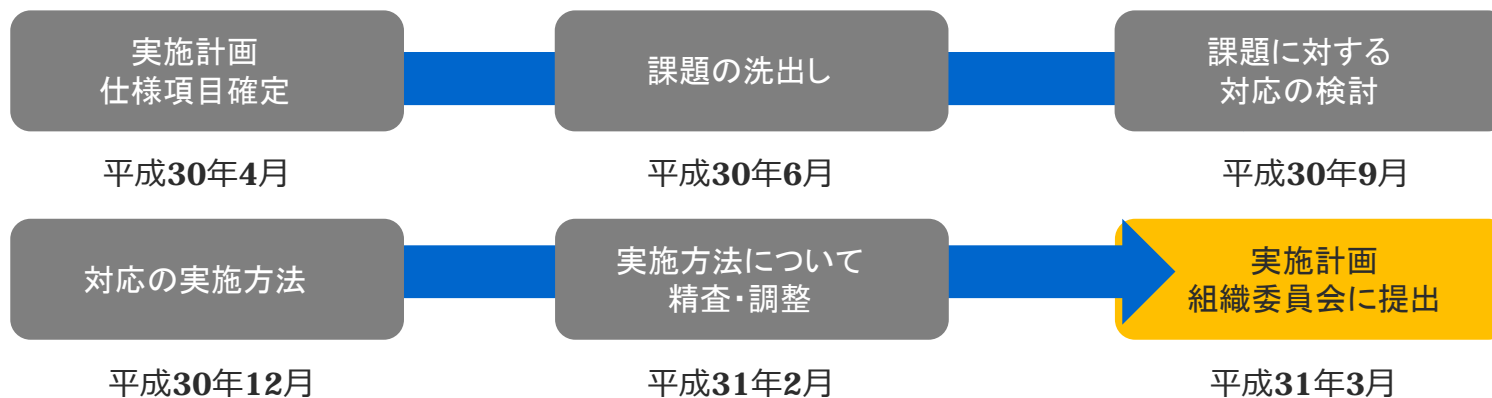 実施計画
仕様項目確定
課題の洗出し
課題に対する
対応の検討
平成30年4月
平成30年6月
平成30年9月
対応の実施方法
実施方法について
精査・調整
実施計画
組織委員会に提出
平成30年12月
平成31年2月
平成31年3月